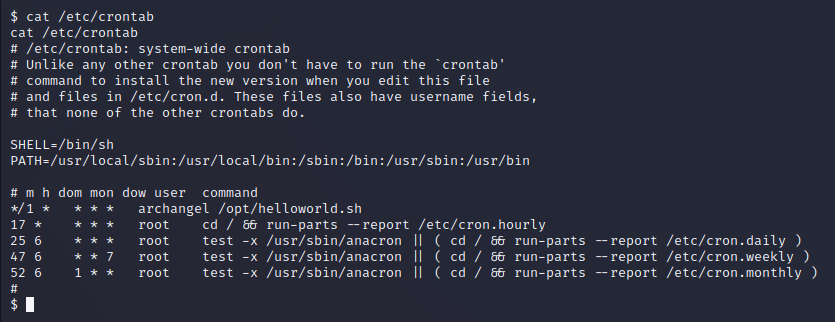 $ cat /etc/crontab
cat /etc/crontab
# /etc/crontab: system-wide crontab
# Unlike any other crontab you don't have to run the `crontab'
# command to install the new version when you edit this file
# and files in /etc/cron.d. These files also have username fields,
# that none of the other crontabs do.
SHELL=/bin/sh
PATH=/usr/local/sbin:/usr/local/bin:/sbin:/bin:/usr/sbin:/usr/bin
# m h dom mon dow user  command
*/1 *   * * *   archangel /opt/helloworld.sh
17 *    * * *   root    cd / && run-parts --report /etc/cron.hourly
25 6    * * *   root    test -x /usr/sbin/anacron || ( cd / && run-parts --report /etc/cron.daily )
47 6    * * 7   root    test -x /usr/sbin/anacron || ( cd / && run-parts --report /etc/cron.weekly )
52 6    1 * *   root    test -x /usr/sbin/anacron || ( cd / && run-parts --report /etc/cron.monthly )
#
$